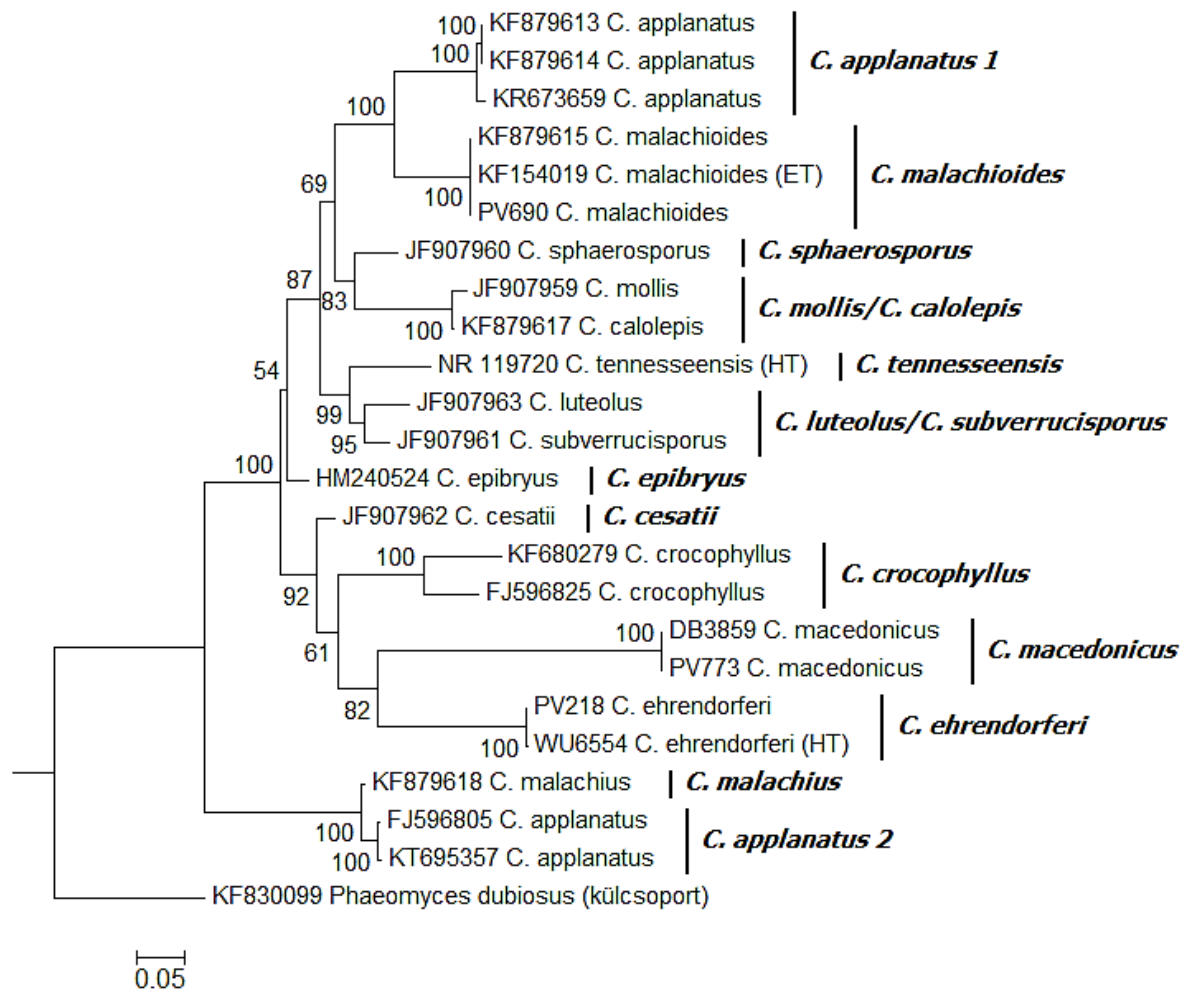 100
KF879613 C. applanatus
100
KF879614 C. applanatus
C. applanatus 1
KR673659 C. applanatus
100
KF879615 C. malachioides
KF154019 C. malachioides (ET)
C. malachioides
69
100
PV690 C. malachioides
JF907960 C. sphaerosporus
C. sphaerosporus
87
83
JF907959 C. mollis
C. mollis/C. calolepis
100
KF879617 C. calolepis
NR 119720 C. tennesseensis (HT)
C. tennesseensis
54
99
JF907963 C. luteolus
C. luteolus/C. subverrucisporus
95
JF907961 C. subverrucisporus
100
HM240524 C. epibryus
C. epibryus
JF907962 C. cesatii
C. cesatii
100
KF680279 C. crocophyllus
C. crocophyllus
92
FJ596825 C. crocophyllus
100
DB3859 C. macedonicus
C. macedonicus
61
PV773 C. macedonicus
82
PV218 C. ehrendorferi
C. ehrendorferi
100
WU6554 C. ehrendorferi (HT)
KF879618 C. malachius
C. malachius
100
FJ596805 C. applanatus
C. applanatus 2
100
KT695357 C. applanatus
KF830099 Phaeomyces dubiosus (külcsoport)
0.05